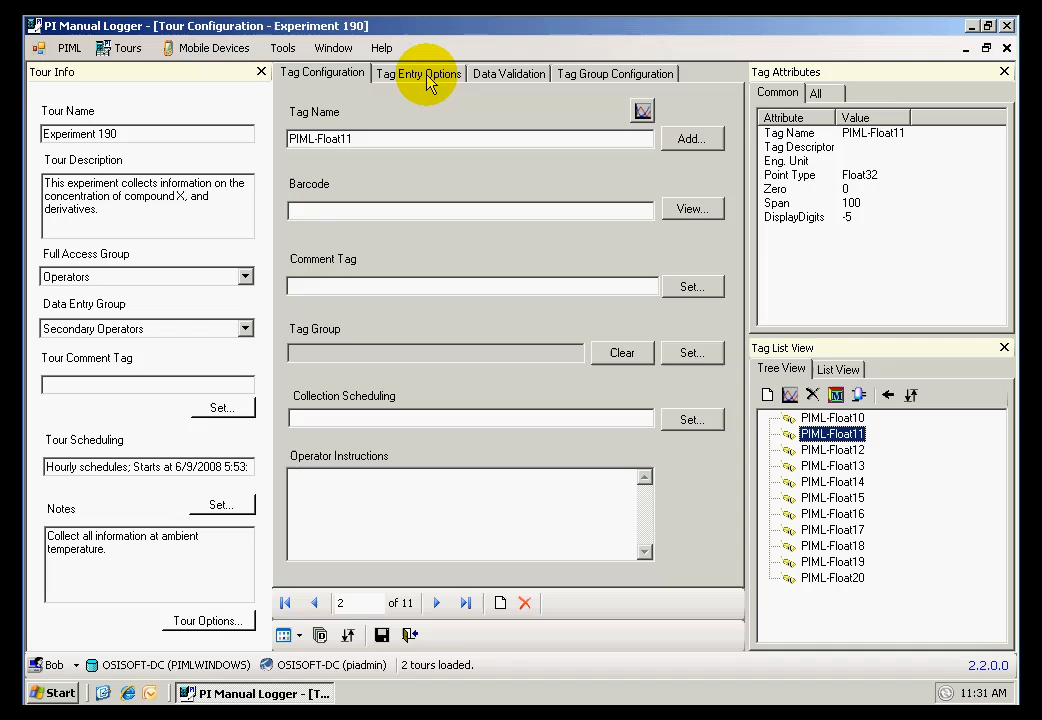 PI Manual Logger - [Tour Configuration - Experiment 190]
PIML Tours Mobile Devices Tools Window Help
Tour Info
Tour Name
Experiment 190
Tour Description
This experiment collects information on the
concentration of compound X, and
derivatives.
Full Access Group
Operators
Data Entry Group
Secondary Operators
Tour Comment Tag
Set...
Tour Scheduling
Hourly schedules; Starts at 6/9/2008 5:53:
Notes
Set...
Collect all information at ambient
temperature.
Tour Options...
Tag Configuration Tag Entry Options Data Validation Tag Group Configuration
Tag Name
PIML-Float11
Add...
Barcode
View...
Comment Tag
Set...
Tag Group
Clear
Set...
Collection Scheduling
Set...
Operator Instructions
2 of 11
Tag Attributes
Common All
Attribute Value
Tag Name PIML-Float11
Tag Descriptor
Eng. Unit
Point Type Float32
Zero 0
Span 100
DisplayDigits -5
Tag List View
Tree View List View
PIML-Float10
PIML-Float11
PIML-Float12
PIML-Float13
PIML-Float14
PIML-Float15
PIML-Float16
PIML-Float17
PIML-Float18
PIML-Float19
PIML-Float20
Bob OSISOFT-DC (PIMLWINDOWS) OSISOFT-DC (piadmin) 2 tours loaded. 2.2.0.0
Start PI Manual Logger - [T... 11:31 AM